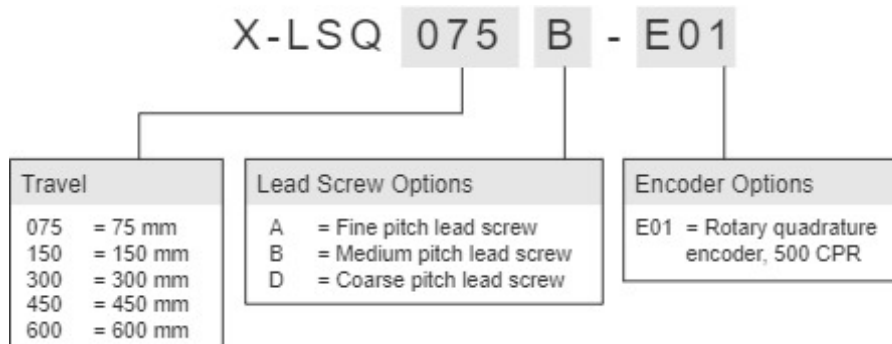 X-LSQ 075 B - E01
Travel
075 = 75 mm
150 = 150 mm
300 = 300 mm
450 = 450 mm
600 = 600 mm
Lead Screw Options
A = Fine pitch lead screw
B = Medium pitch lead screw
D = Coarse pitch lead screw
Encoder Options
E01 = Rotary quadrature
encoder, 500 CPR